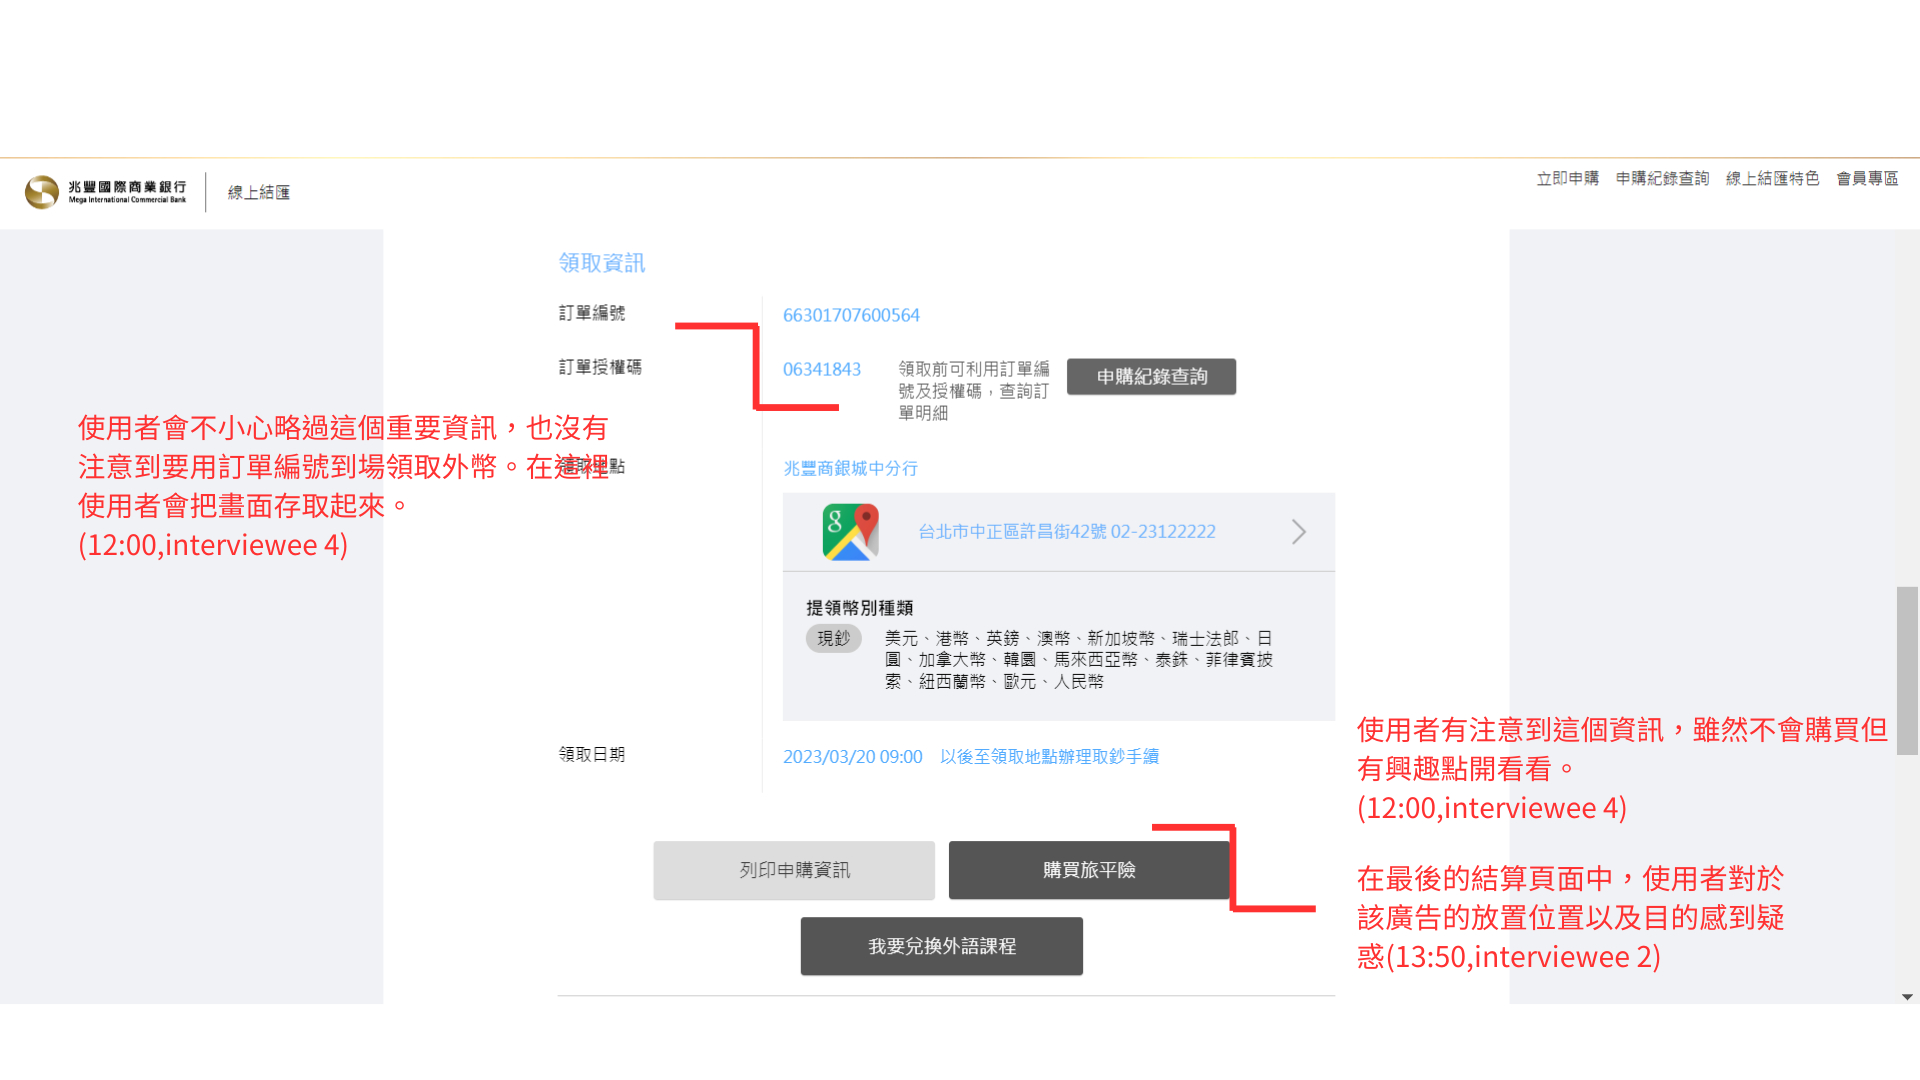 兆豐國際商業銀行
Mega International Commercial Bank
線上結匯
立即申購 申購紀錄查詢 線上結匯特色 會員專區
領取資訊
訂單編號
66301707600564
訂單授權碼
06341843
領取前可利用訂單編
號及授權碼，查詢訂
單明細
申購紀錄查詢
使用者會不小心略過這個重要資訊，也沒有
注意到要用訂單編號到場領取外幣。在這裡
使用者會把畫面存取起來。
(12:00,interviewee 4)
領取地點
兆豐商銀城中分行
台北市中正區許昌街42號 02-23122222
提領幣別種類
現鈔
美元、港幣、英鎊、澳幣、新加坡幣、瑞士法郎、日
圓、加拿大幣、韓圜、馬來西亞幣、泰銖、菲律賓披
索、紐西蘭幣、歐元、人民幣
領取日期
2023/03/20 09:00 以後至領取地點辦理取鈔手續
使用者有注意到這個資訊，雖然不會購買但
有興趣點開看看。
(12:00,interviewee 4)
列印申購資訊
購買旅平險
我要兌換外語課程
在最後的結算頁面中，使用者對於
該廣告的放置位置以及目的感到疑
惑(13:50,interviewee 2)